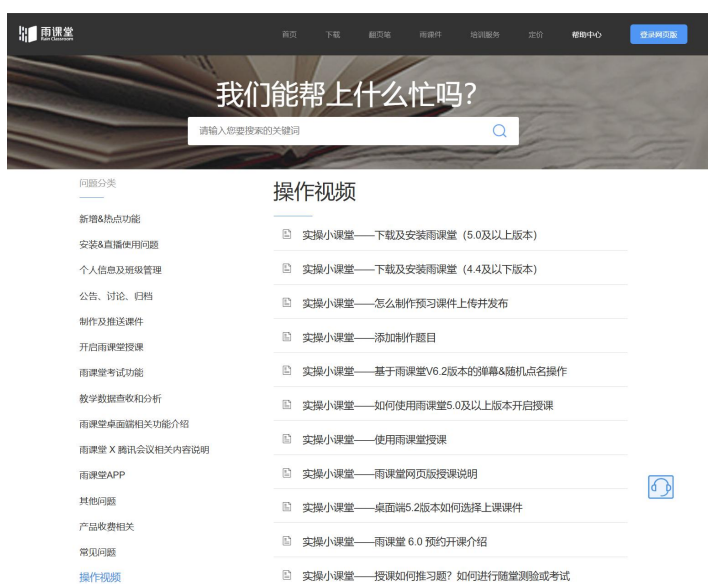 雨课堂
Rain Classroom
首页 下载 翻页笔 雨课件 培训服务 定价 帮助中心 登录网页版
我们能帮上什么忙吗?
请输入您要搜索的关键词
问题分类
新增&热点功能
安装&直播使用问题
个人信息及班级管理
公告、讨论、归档
制作及推送课件
开启雨课堂授课
雨课堂考试功能
教学数据查收和分析
雨课堂桌面端相关功能介绍
雨课堂 X 腾讯会议相关内容说明
雨课堂APP
其他问题
产品收费相关
常见问题
操作视频
操作视频
实操小课堂——下载及安装雨课堂（5.0及以上版本）
实操小课堂——下载及安装雨课堂（4.4及以下版本）
实操小课堂——怎么制作预习课件上传并发布
实操小课堂——添加制作题目
实操小课堂——基于雨课堂V6.2版本的弹幕&随机点名操作
实操小课堂——如何使用雨课堂5.0及以上版本开启授课
实操小课堂——使用雨课堂授课
实操小课堂——雨课堂网页版授课说明
实操小课堂——桌面端5.2版本如何选择上课课件
实操小课堂——雨课堂 6.0 预约开课介绍
实操小课堂——授课如何推习题？如何进行随堂测验或考试